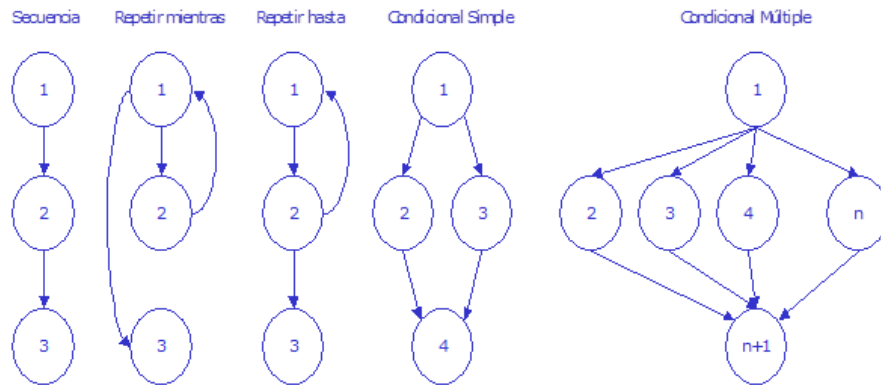 Secuencia Repetir mientras Repetir hasta Condicional Simple Condicional Múltiple
1 1 1 1 1
2 2 2 2 3 2 3 4 n
3 3 3 4 n+1